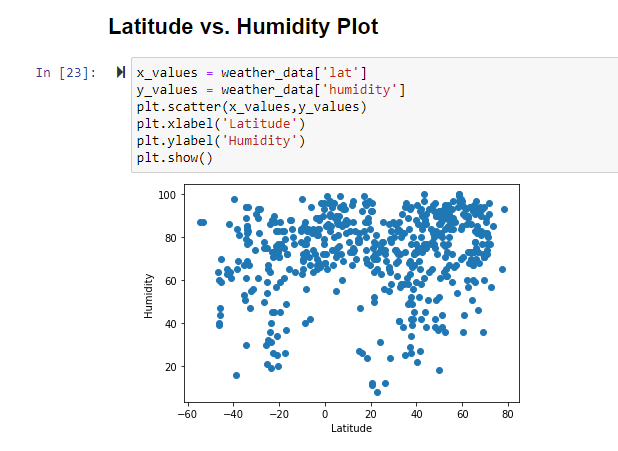 Latitude vs. Humidity Plot
In [23]:
x_values = weather_data['lat']
y_values = weather_data['humidity']
plt.scatter(x_values,y_values)
plt.xlabel('Latitude')
plt.ylabel('Humidity')
plt.show()
100
80
60
40
20
Humidity
−60 −40 −20 0 20 40 60 80
Latitude